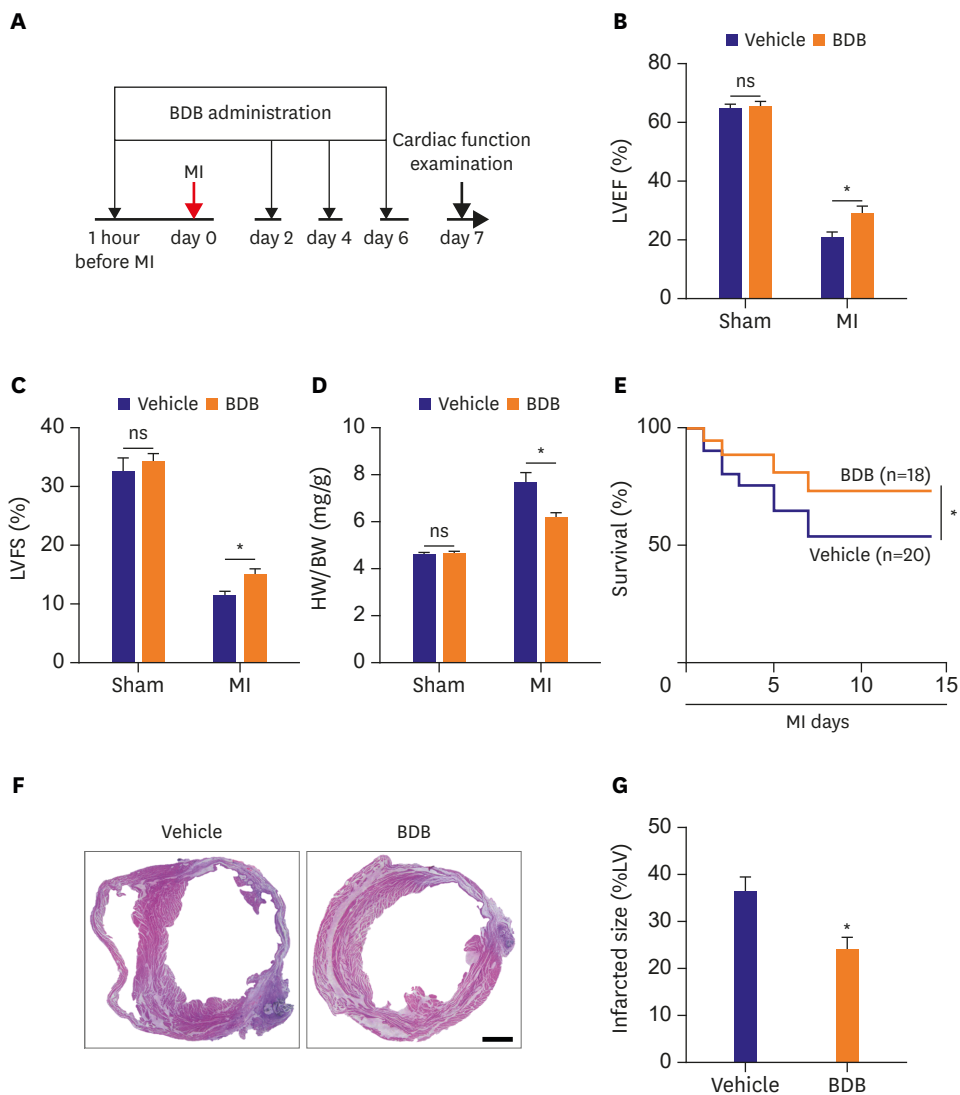 A
BDB administration
Cardiac function
examination
MI
1 hour
before MI
day 0
day 2
day 4
day 6
day 7
B
Vehicle
BDB
LVEF (%)
80
60
40
20
0
ns
*
Sham
MI
C
Vehicle
BDB
LVFS (%)
40
30
20
10
0
ns
*
Sham
MI
D
Vehicle
BDB
HW/BW (mg/g)
10
8
6
4
2
0
ns
*
Sham
MI
E
Survival (%)
100
50
BDB (n=18)
Vehicle (n=20)
*
0
5
10
15
MI days
F
Vehicle
BDB
G
Infarcted size (%LV)
50
40
30
20
10
0
*
Vehicle
BDB